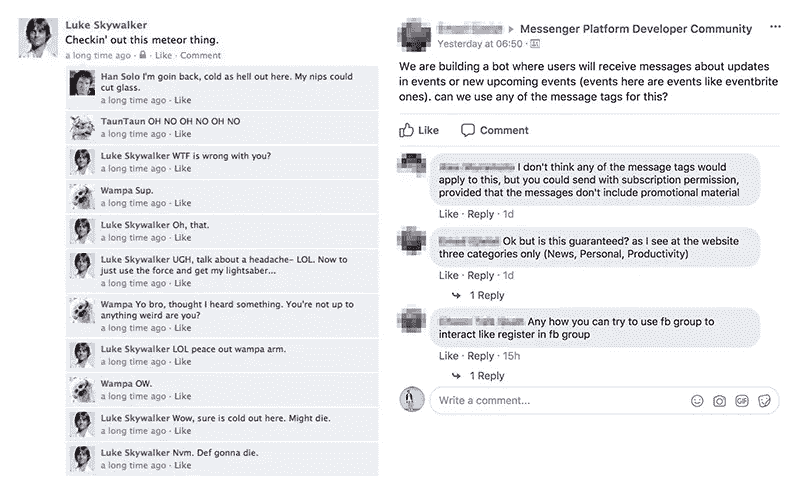 Luke Skywalker
Checkin' out this meteor thing.
a long time ago · Like · Comment
Han Solo I'm goin back, cold as hell out here. My nips could
cut glass.
a long time ago · Like
TaunTaun OH NO OH NO OH NO
a long time ago · Like
Luke Skywalker WTF is wrong with you?
a long time ago · Like
Wampa Sup.
a long time ago · Like
Luke Skywalker Oh, that.
a long time ago · Like
Luke Skywalker UGH, talk about a headache- LOL. Now to
just use the force and get my lightsaber...
a long time ago · Like
Wampa Yo bro, thought I heard something. You're not up to
anything weird are you?
a long time ago · Like
Luke Skywalker LOL peace out wampa arm.
a long time ago · Like
Wampa OW.
a long time ago · Like
Luke Skywalker Wow, sure is cold out here. Might die.
a long time ago · Like
Luke Skywalker Nvm. Def gonna die.
a long time ago · Like
Messenger Platform Developer Community
Yesterday at 06:50 ·
We are building a bot where users will receive messages about updates
in events or new upcoming events (events here are events like eventbrite
ones). can we use any of the message tags for this?
Like Comment
I don't think any of the message tags would
apply to this, but you could send with subscription permission,
provided that the messages don't include promotional material
Like · Reply · 1d
Ok but is this guaranteed? as I see at the website
three categories only (News, Personal, Productivity)
Like · Reply · 1d
1 Reply
Any how you can try to use fb group to
interact like register in fb group
Like · Reply · 15h
1 Reply
Write a comment...
GIF